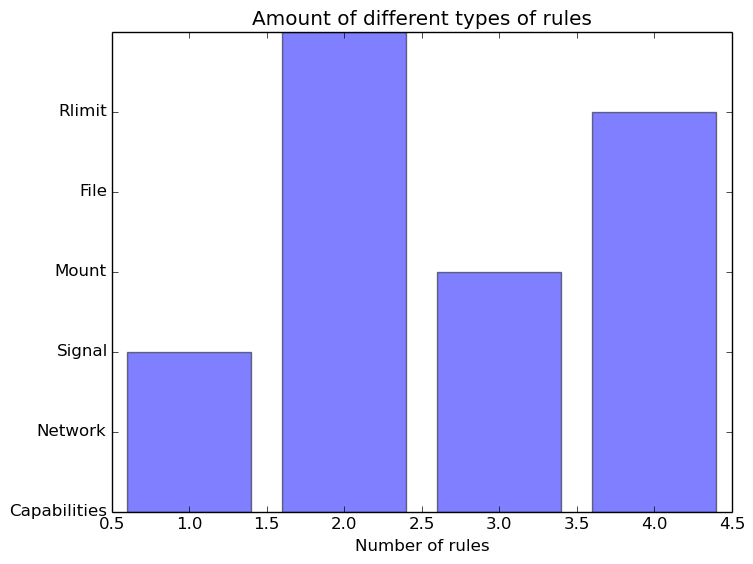 Amount of different types of rules
Rlimit
File
Mount
Signal
Network
Capabilities
0.5 1.0 1.5 2.0 2.5 3.0 3.5 4.0 4.5
Number of rules